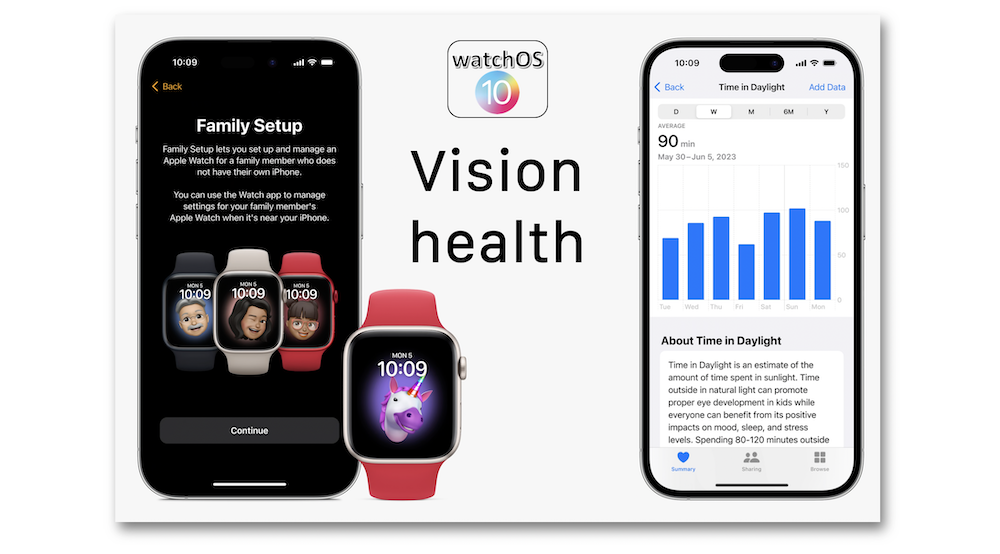 10:09
Back
Family Setup
Family Setup lets you set up and manage an
Apple Watch for a family member who does
not have their own iPhone.
You can use the Watch app to manage
settings for your family member's
Apple Watch when it's near your iPhone.
MON 5
10:09
MON 5
10:09
MON 5
10:09
Continue
watchOS
10
Vision
health
MON 5
10:09
10:09
Back
Time in Daylight
Add Data
D
W
M
6M
Y
AVERAGE
90 min
May 30–Jun 5, 2023
150
100
50
0
Tue
Wed
Thu
Fri
Sat
Sun
Mon
About Time in Daylight
Time in Daylight is an estimate of the
amount of time spent in sunlight. Time
outside in natural light can promote
proper eye development in kids while
everyone can benefit from its positive
impacts on mood, sleep, and stress
levels. Spending 80-120 minutes outside
Summary
Sharing
Browse